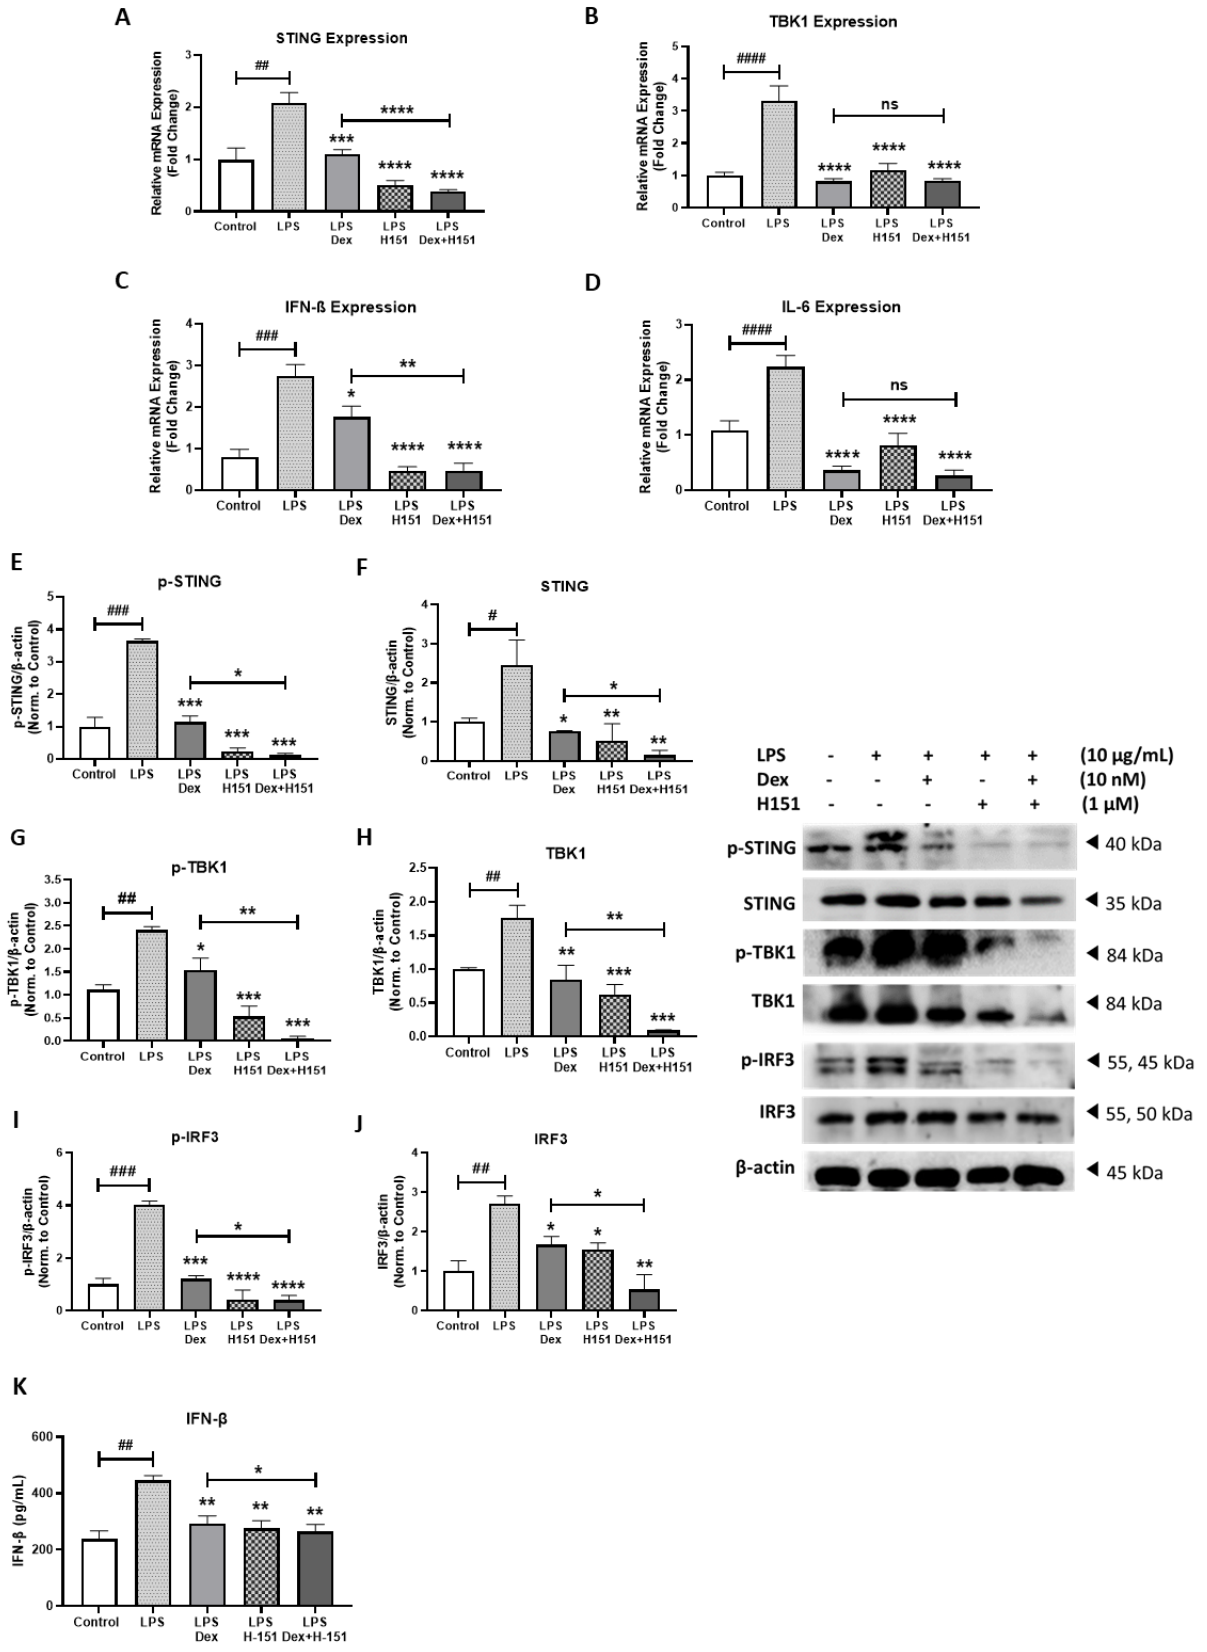 A
STING Expression
Relative mRNA Expression
(Fold Change)
3
2
1
0
##
***
****
****
****
Control
LPS
LPS
Dex
LPS
H151
LPS
Dex+H151
B
TBK1 Expression
Relative mRNA Expression
(Fold Change)
5
4
3
2
1
0
####
ns
****
****
****
Control
LPS
LPS
Dex
LPS
H151
LPS
Dex+H151
C
IFN-ß Expression
Relative mRNA Expression
(Fold Change)
4
3
2
1
0
###
**
*
****
****
Control
LPS
LPS
Dex
LPS
H151
LPS
Dex+H151
D
IL-6 Expression
Relative mRNA Expression
(Fold Change)
3
2
1
0
####
ns
****
****
****
Control
LPS
LPS
Dex
LPS
H151
LPS
Dex+H151
E
p-STING
p-STING/β-actin
(Norm. to Control)
5
4
3
2
1
0
###
*
***
***
***
Control
LPS
LPS
Dex
LPS
H151
LPS
Dex+H151
F
STING
STING/β-actin
(Norm. to Control)
4
3
2
1
0
#
*
*
**
**
Control
LPS
LPS
Dex
LPS
H151
LPS
Dex+H151
G
p-TBK1
p-TBK1/β-actin
(Norm. to Control)
3.5
3.0
2.5
2.0
1.5
1.0
0.5
0.0
##
**
*
***
***
Control
LPS
LPS
Dex
LPS
H151
LPS
Dex+H151
H
TBK1
TBK1/β-actin
(Norm. to Control)
2.5
2.0
1.5
1.0
0.5
0.0
##
**
**
***
***
Control
LPS
LPS
Dex
LPS
H151
LPS
Dex+H151
LPS - + + + + (10 µg/mL)
Dex - - + - + (10 nM)
H151 - - - + + (1 µM)
p-STING ◄ 40 kDa
STING ◄ 35 kDa
p-TBK1 ◄ 84 kDa
TBK1 ◄ 84 kDa
p-IRF3 ◄ 55, 45 kDa
IRF3 ◄ 55, 50 kDa
β-actin ◄ 45 kDa
I
p-IRF3
p-IRF3/β-actin
(Norm. to Control)
6
4
2
0
###
*
***
****
****
Control
LPS
LPS
Dex
LPS
H151
LPS
Dex+H151
J
IRF3
IRF3/β-actin
(Norm. to Control)
4
3
2
1
0
##
*
*
*
**
Control
LPS
LPS
Dex
LPS
H151
LPS
Dex+H151
K
IFN-β
IFN-β (pg/mL)
600
400
200
0
##
*
**
**
**
Control
LPS
LPS
Dex
LPS
H-151
LPS
Dex+H-151